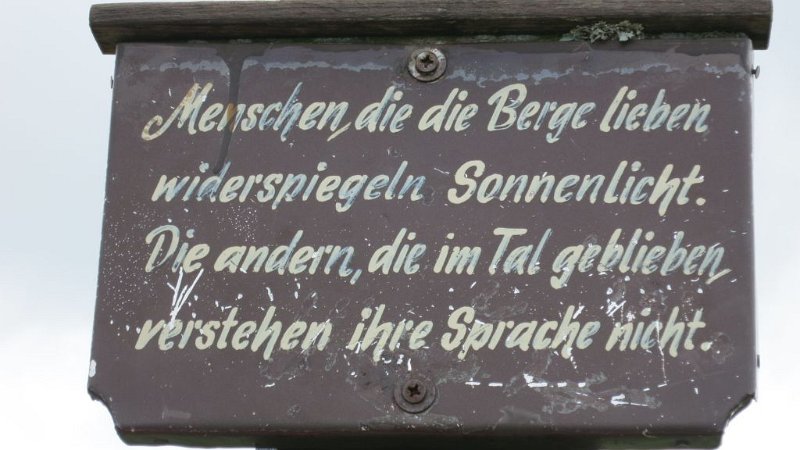 Menschen, die die Berge lieben
widerspiegeln Sonnenlicht.
Die andern, die im Tal geblieben,
verstehen ihre Sprache nicht.